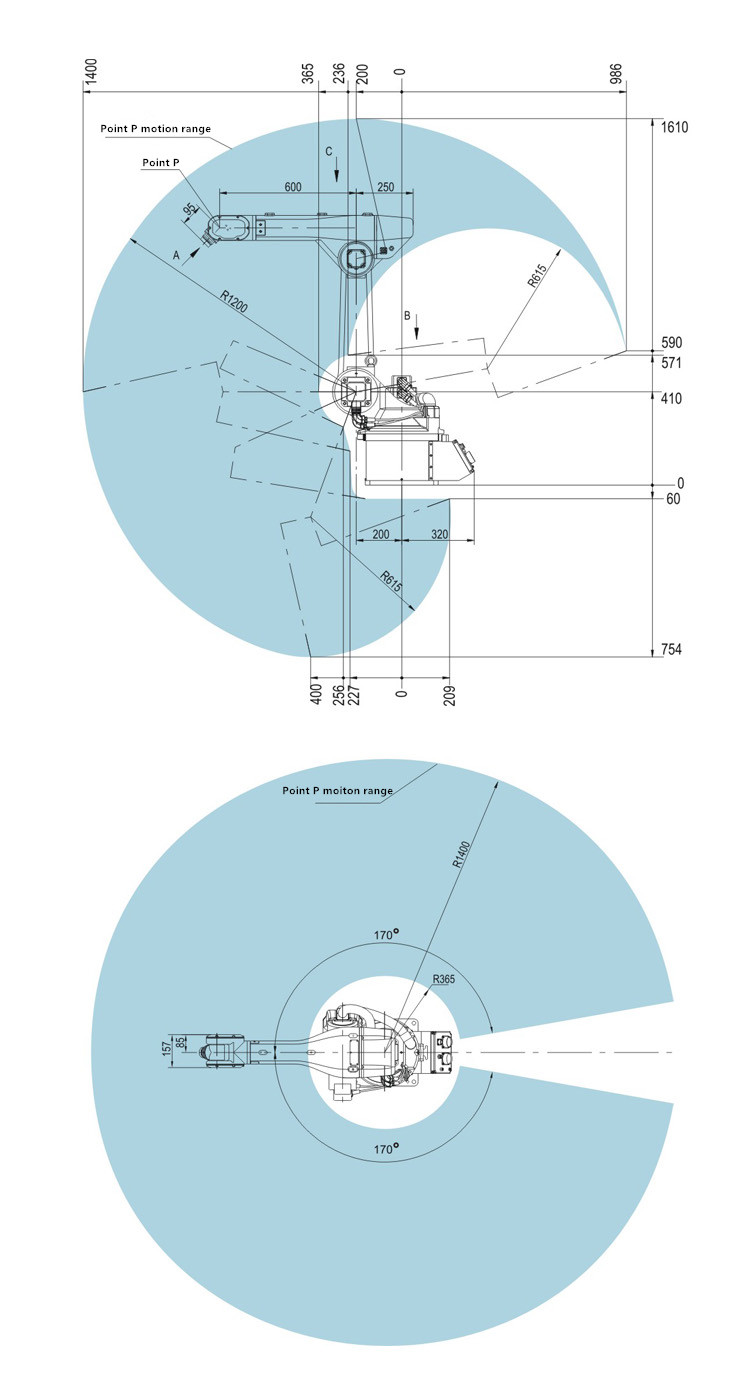 1400
365
236
200
0
986
1610
Point P motion range
C
Point P
600
250
95
A
R615
R1200
B
590
571
410
0
60
200
320
R615
754
400
256
227
0
209
Point P moiton range
R1400
170°
R365
157
85
170°